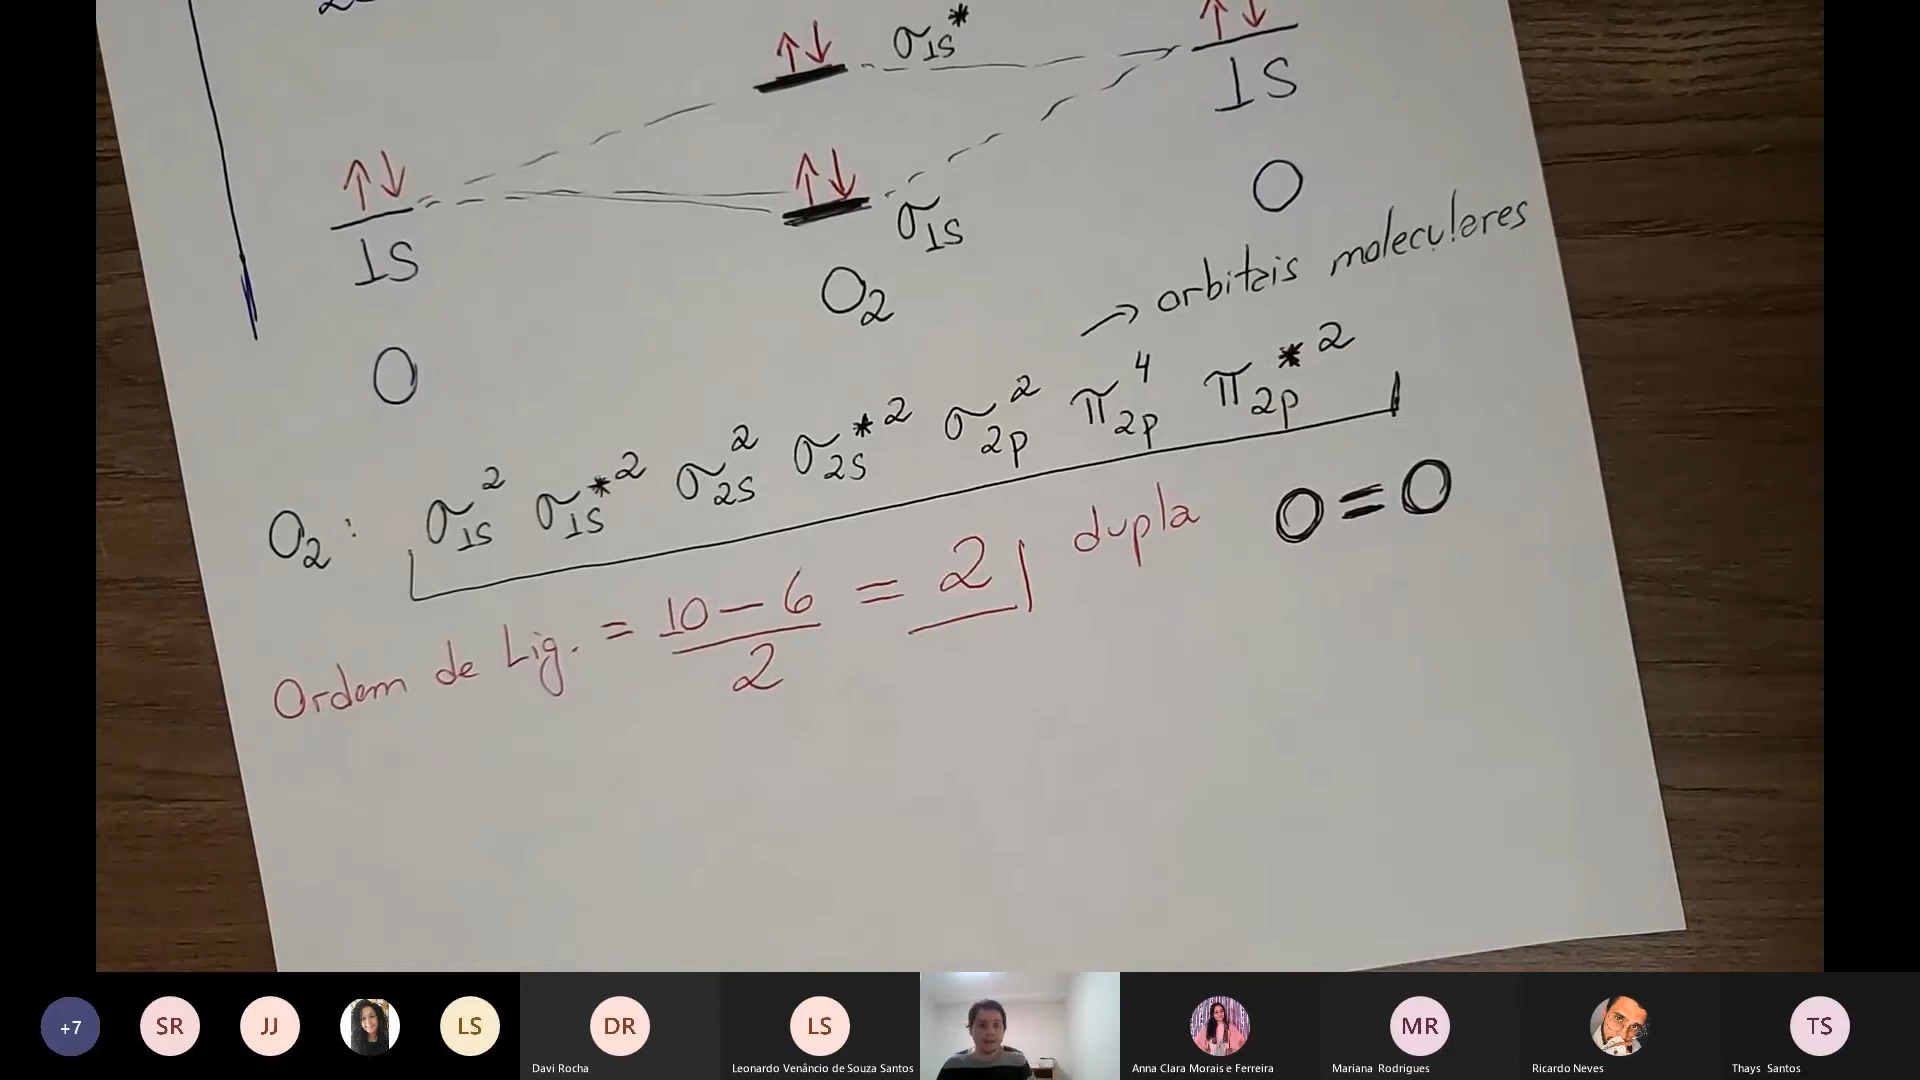 ↑↓ σ1s* ↑↓
1s
↑↓ ↑↓ σ1s
1s O
O2 → orbitais moleculares
O
O2: σ1s² σ1s*² σ2s² σ2s*² σ2p² π2p⁴ π2p*²
Ordem de Lig. = 10 – 6 / 2 = 2 dupla O=O
+7 SR JJ LS DR LS MR TS
Davi Rocha Leonardo Venâncio de Souza Santos Anna Clara Morais e Ferreira Mariana Rodrigues Ricardo Neves Thays Santos